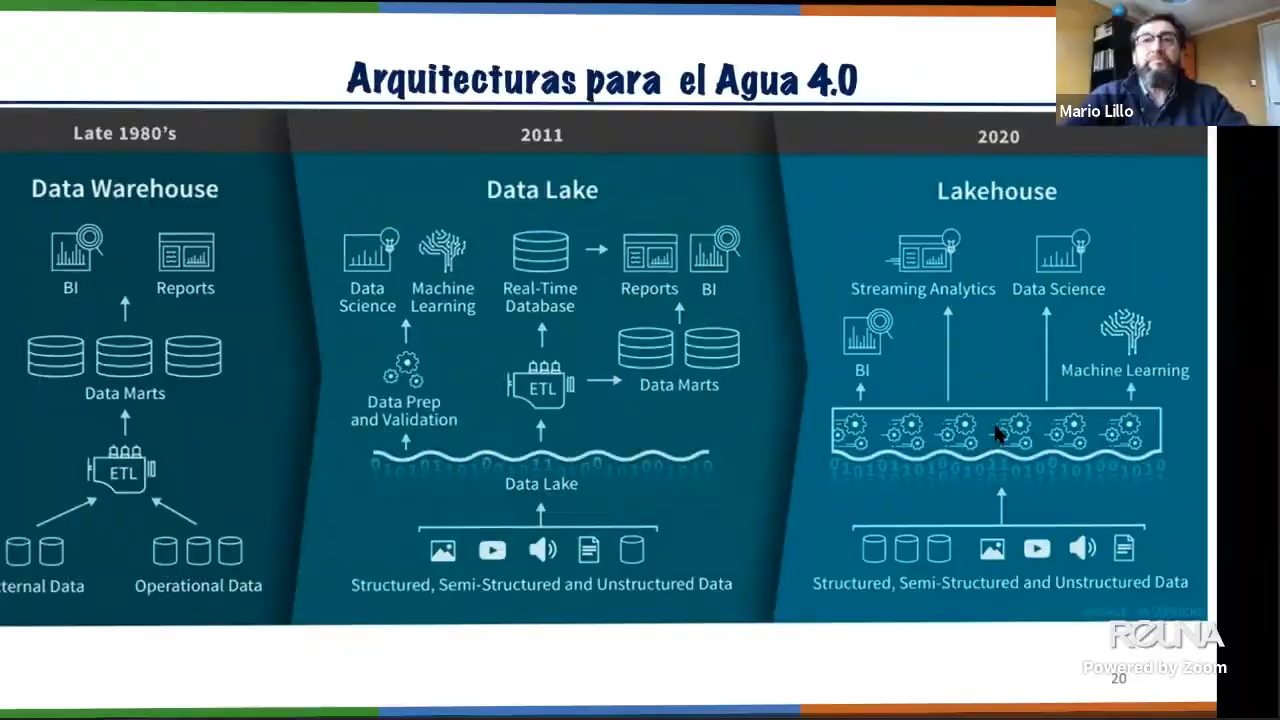 Arquitecturas para el Agua 4.0
Mario Lillo
Late 1980's
Data Warehouse
BI
Reports
Data Marts
ETL
ternal Data
Operational Data
2011
Data Lake
Data
Science
Machine
Learning
Real-Time
Database
Reports
BI
Data Prep
and Validation
ETL
Data Marts
Data Lake
Structured, Semi-Structured and Unstructured Data
2020
Lakehouse
Streaming Analytics
Data Science
BI
Machine Learning
Structured, Semi-Structured and Unstructured Data
REUNA
Powered by Zoom
20